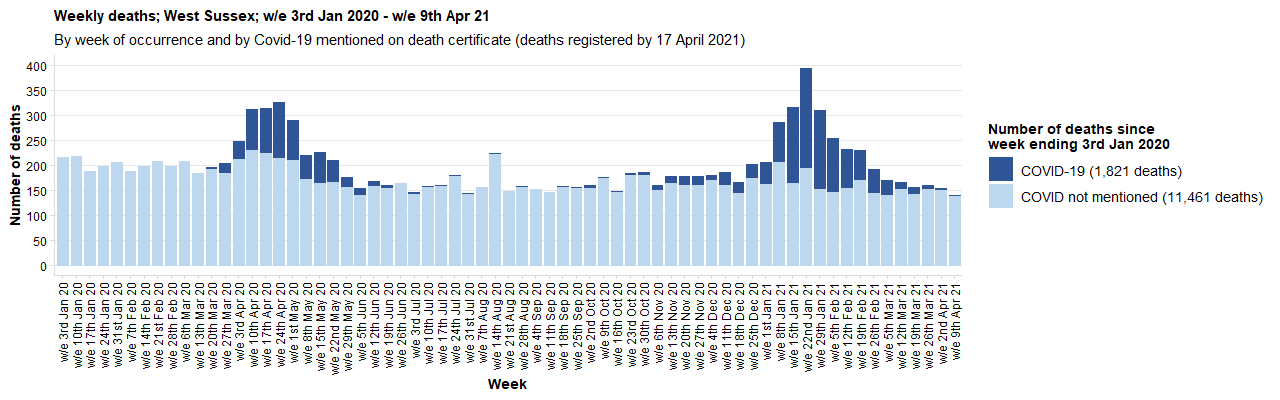 Weekly deaths; West Sussex; w/e 3rd Jan 2020 - w/e 9th Apr 21
By week of occurrence and by Covid-19 mentioned on death certificate (deaths registered by 17 April 2021)
Number of deaths
400
350
300
250
200
150
100
50
0
w/e 3rd Jan 20
w/e 10th Jan 20
w/e 17th Jan 20
w/e 24th Jan 20
w/e 31st Jan 20
w/e 7th Feb 20
w/e 14th Feb 20
w/e 21st Feb 20
w/e 28th Feb 20
w/e 6th Mar 20
w/e 13th Mar 20
w/e 20th Mar 20
w/e 27th Mar 20
w/e 3rd Apr 20
w/e 10th Apr 20
w/e 17th Apr 20
w/e 24th Apr 20
w/e 1st May 20
w/e 8th May 20
w/e 15th May 20
w/e 22nd May 20
w/e 29th May 20
w/e 5th Jun 20
w/e 12th Jun 20
w/e 19th Jun 20
w/e 26th Jun 20
w/e 3rd Jul 20
w/e 10th Jul 20
w/e 17th Jul 20
w/e 24th Jul 20
w/e 31st Jul 20
w/e 7th Aug 20
w/e 14th Aug 20
w/e 21st Aug 20
w/e 28th Aug 20
w/e 4th Sep 20
w/e 11th Sep 20
w/e 18th Sep 20
w/e 25th Sep 20
w/e 2nd Oct 20
w/e 9th Oct 20
w/e 16th Oct 20
w/e 23rd Oct 20
w/e 30th Oct 20
w/e 6th Nov 20
w/e 13th Nov 20
w/e 20th Nov 20
w/e 27th Nov 20
w/e 4th Dec 20
w/e 11th Dec 20
w/e 18th Dec 20
w/e 25th Dec 20
w/e 1st Jan 21
w/e 8th Jan 21
w/e 15th Jan 21
w/e 22nd Jan 21
w/e 29th Jan 21
w/e 5th Feb 21
w/e 12th Feb 21
w/e 19th Feb 21
w/e 26th Feb 21
w/e 5th Mar 21
w/e 12th Mar 21
w/e 19th Mar 21
w/e 26th Mar 21
w/e 2nd Apr 21
w/e 9th Apr 21
Week
Number of deaths since
week ending 3rd Jan 2020
COVID-19 (1,821 deaths)
COVID not mentioned (11,461 deaths)